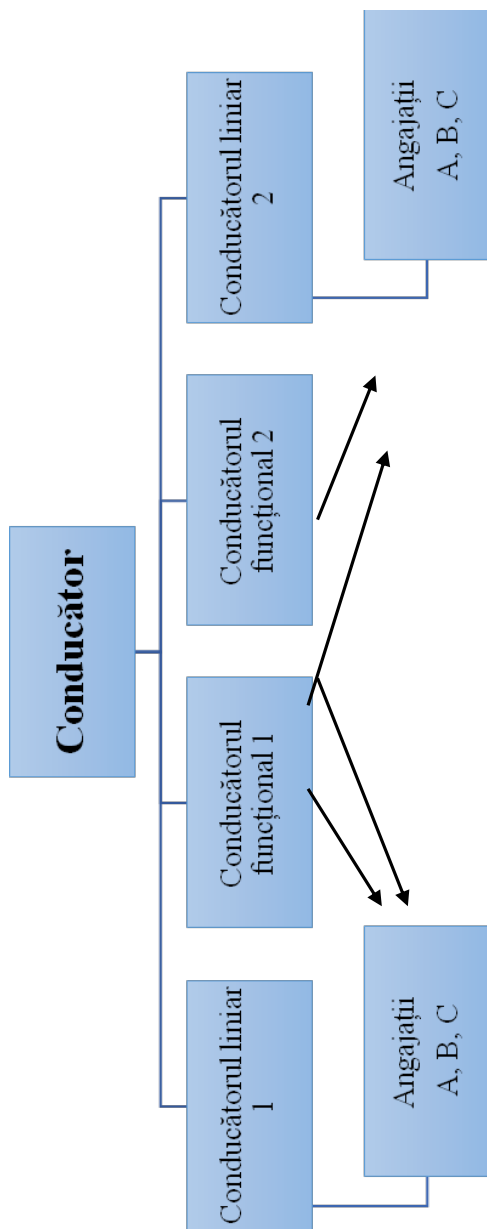 Conducător
Conducătorul liniar
1
Conducătorul
funcțional 1
Conducătorul
funcțional 2
Conducătorul liniar
2
Angajații
A, B, C
Angajații
A, B, C